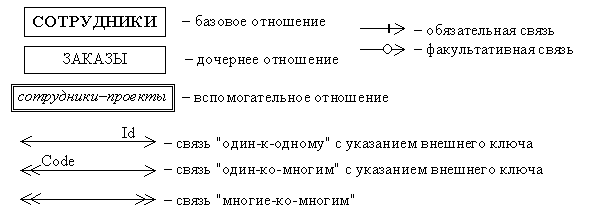 СОТРУДНИКИ – базовое отношение
– обязательная связь
ЗАКАЗЫ – дочернее отношение
– факультативная связь
сотрудники–проекты – вспомогательное отношение
Id – связь "один-к-одному" с указанием внешнего ключа
Code – связь "один-ко-многим" с указанием внешнего ключа
– связь "многие-ко-многим"